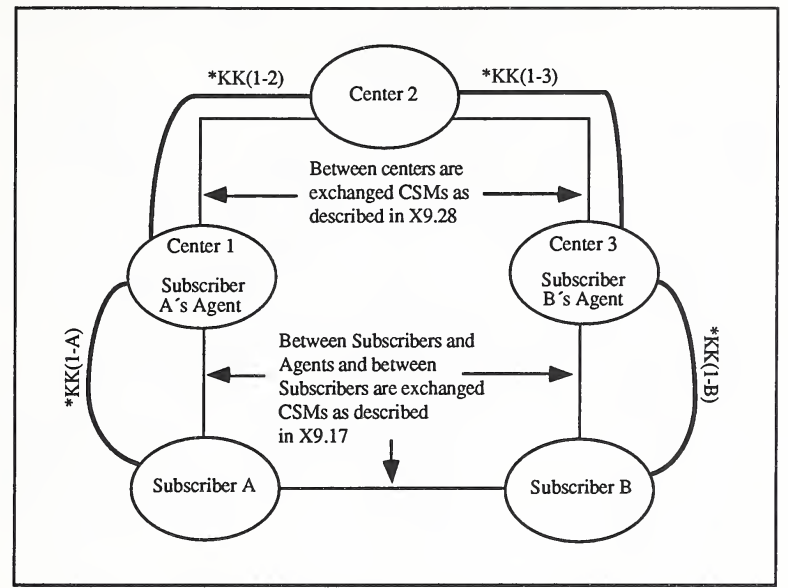 *KK(1-2)
Center 2
*KK(1-3)
Between centers are
exchanged CSMs as
described in X9.28
Center 1
Subscriber
A´s Agent
Center 3
Subscriber
B´s Agent
*KK(1-A)
Between Subscribers and
Agents and between
Subscribers are exchanged
CSMs as described
in X9.17
*KK(1-B)
Subscriber A
Subscriber B